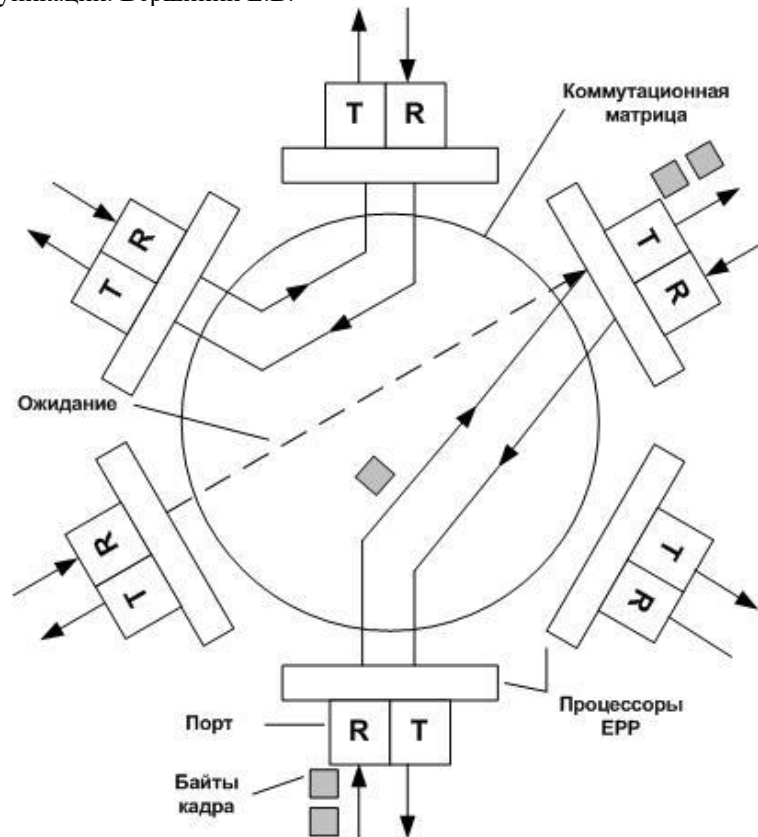 T R
Коммутационная
матрица
R
T
T
R
Ожидание
R
T
T
R
Процессоры
EPP
Порт
R T
Байты
кадра